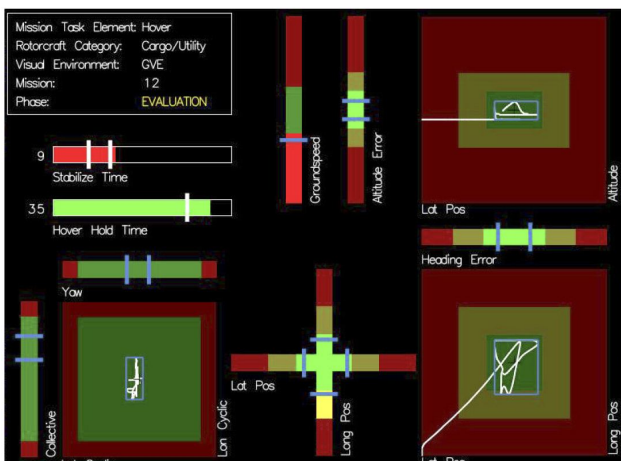 Mission Task Element: Hover
Rotorcraft Category: Cargo/Utility
Visual Environment: GVE
Mission: 12
Phase: EVALUATION
9
Stabilize Time
35
Hover Hold Time
Groundspeed
Altitude Error
Lat Pos
Altitude
Heading Error
Yaw
Collective
Lon Cyclic
Lat Pos
Long Pos
Long Pos
Lat Pos